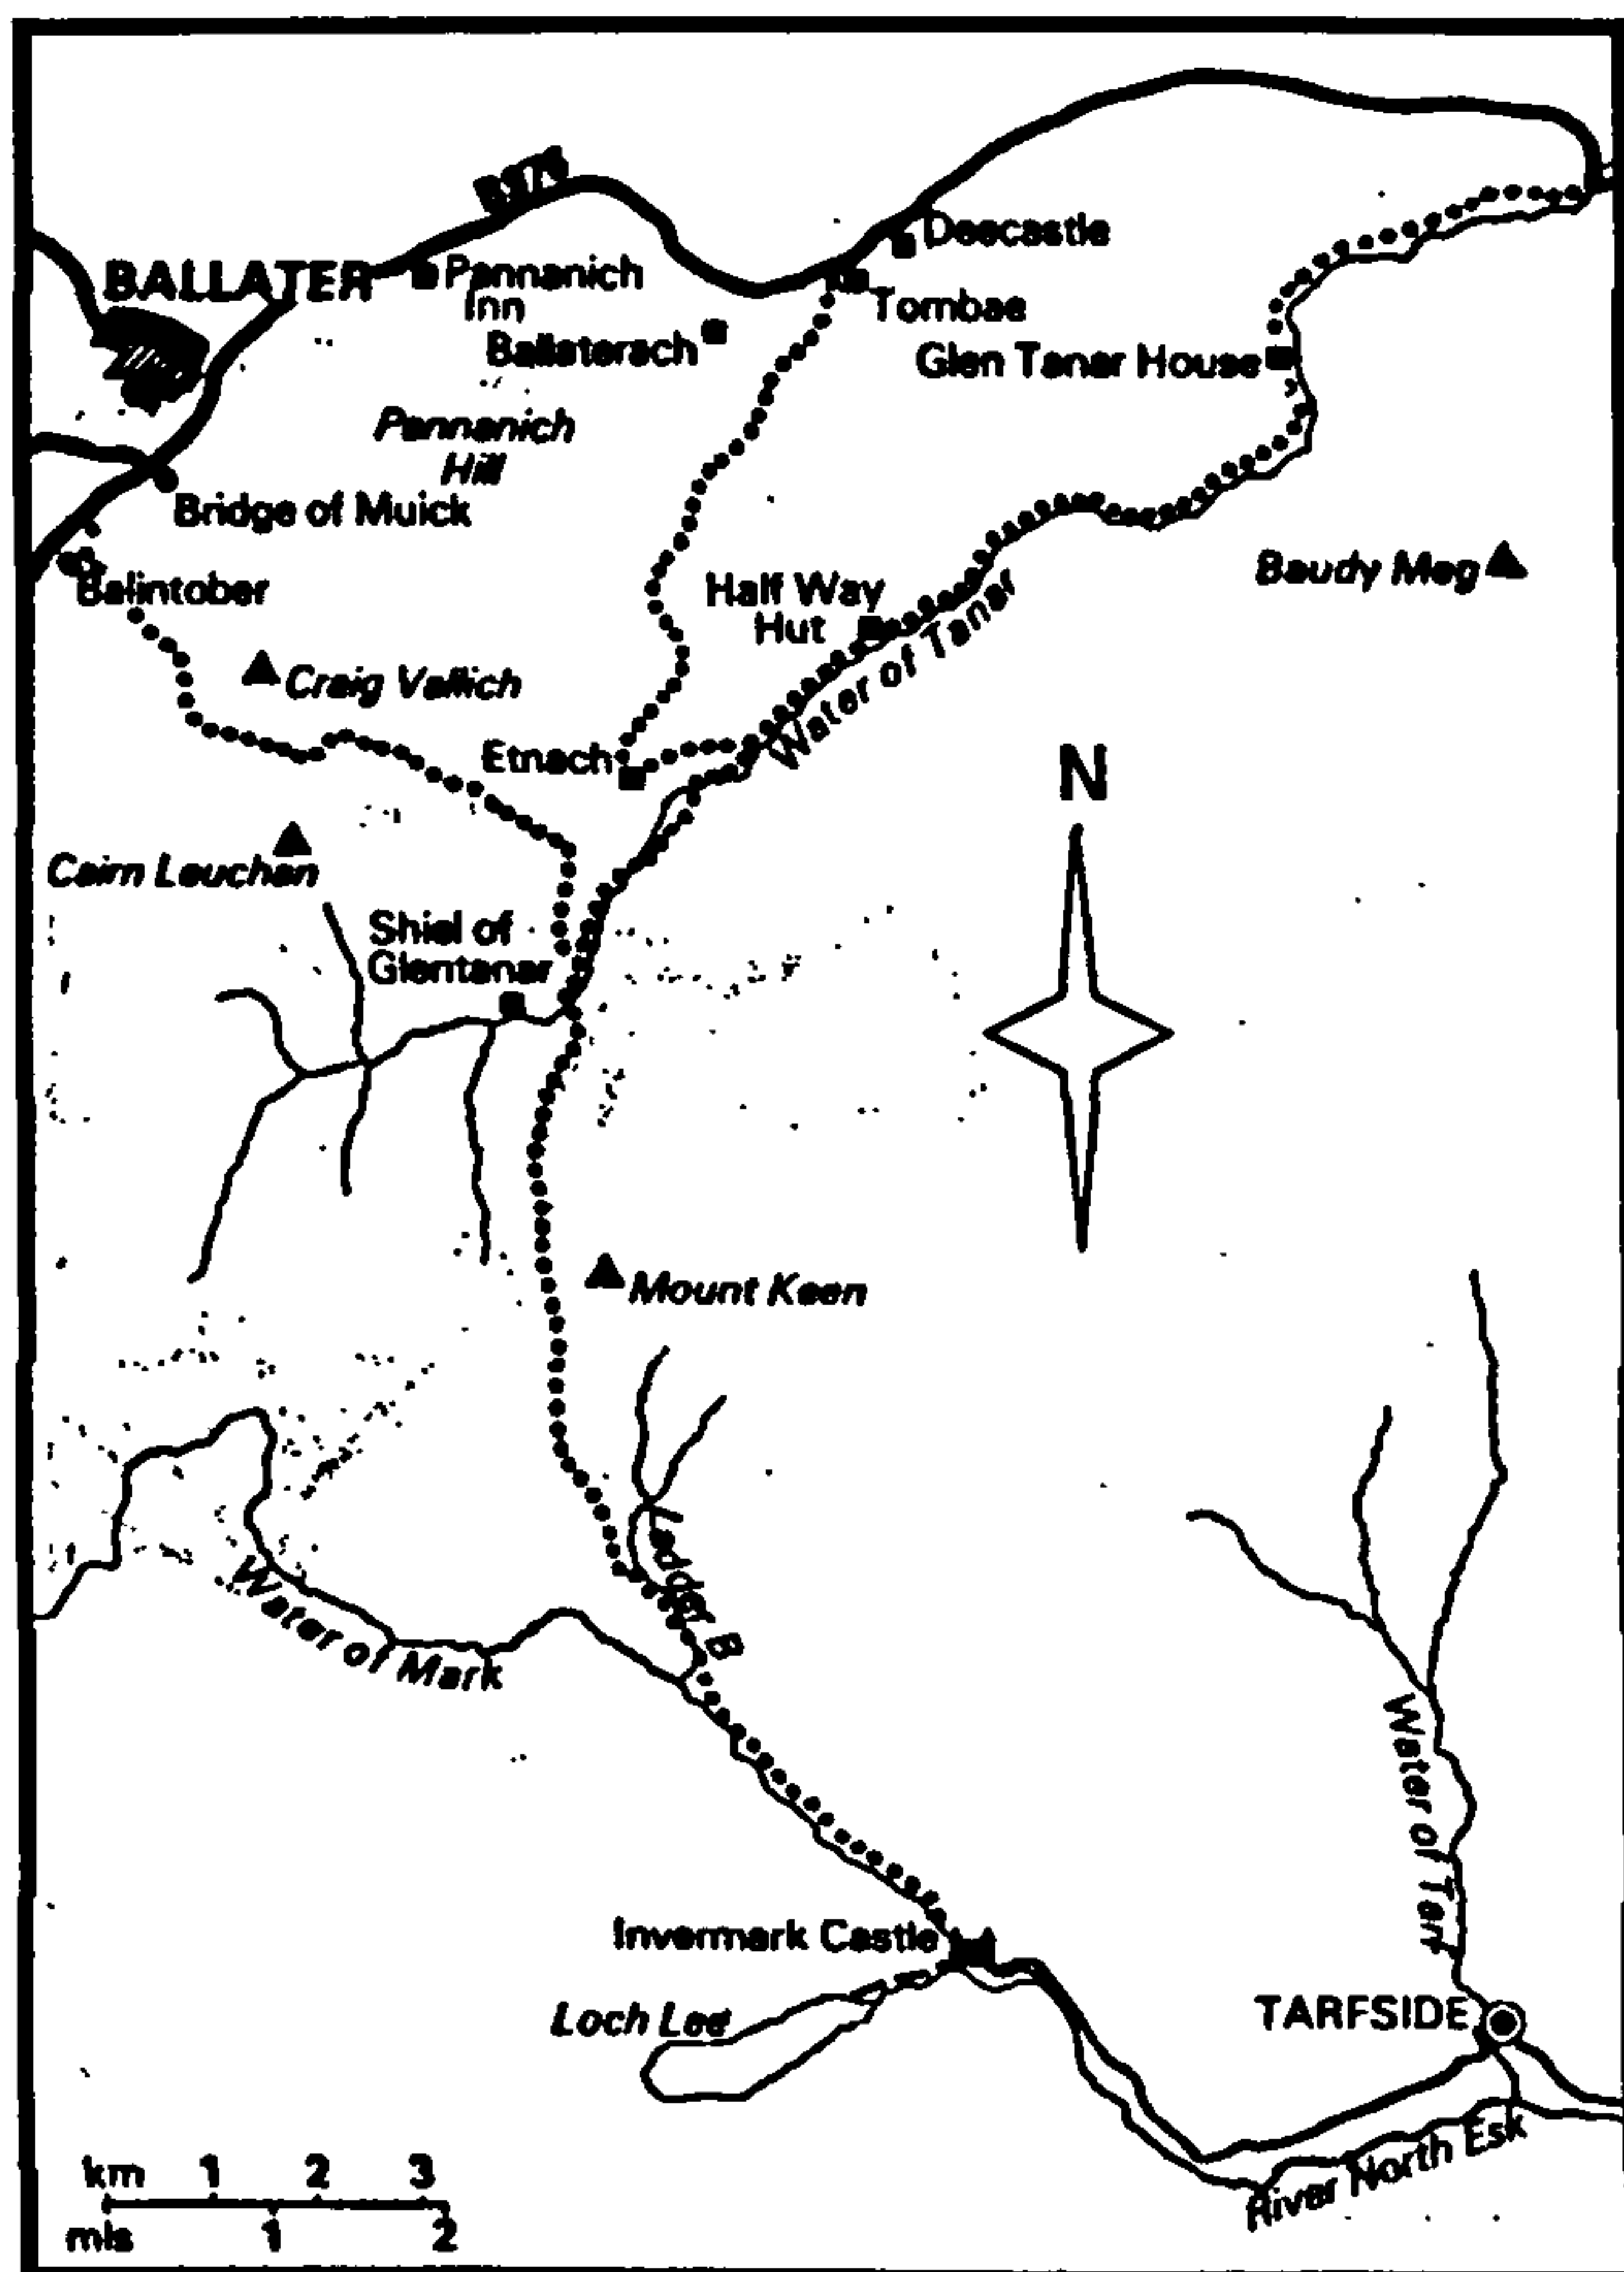 Deecastle
BALLATER
Pannanich
Inn
Tombae
Ballaterach
Glen Tanar House
Pannanich
Hill
Bridge of Muick
Baudy Meg
Balintober
Half Way
Hut
Water of Tanar
Craig Vallich
Etnach
N
Cairn Leuchan
Shiel of
Glentanar
Mount Keen
Ladder B
Water of Mark
Water of Tarf
Invermark Castle
Loch Lee
TARFSIDE
River North Esk
km 1 2 3
mls 1 2